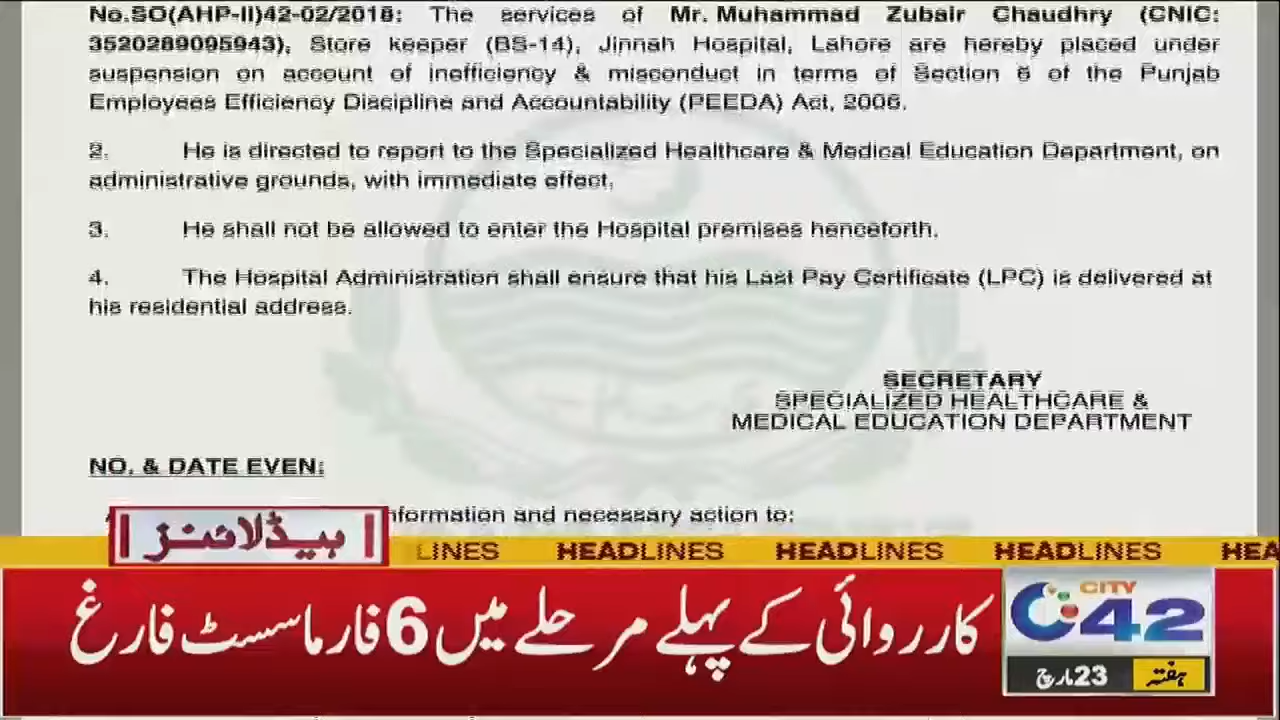 No.SO(AHP-II)42-02/2018: The services of Mr. Muhammad Zubair Chaudhry (CNIC:
3520289095943), Store keeper (BS-14), Jinnah Hospital, Lahore are hereby placed under
suspension on account of inefficiency & misconduct in terms of Section 6 of the Punjab
Employees Efficiency Discipline and Accountability (PEEDA) Act, 2006.
2. He is directed to report to the Specialized Healthcare & Medical Education Department, on
administrative grounds, with immediate effect.
3. He shall not be allowed to enter the Hospital premises henceforth.
4. The Hospital Administration shall ensure that his Last Pay Certificate (LPC) is delivered at
his residential address.
SECRETARY
SPECIALIZED HEALTHCARE &
MEDICAL EDUCATION DEPARTMENT
NO. & DATE EVEN:
nformation and necessary action to:
ہیڈلائنز
LINES HEADLINES HEADLINES HEADLINES HEA
کارروائی کے پہلے مرحلے میں 6 فارماسسٹ فارغ
CITY
42
ہفتہ 23 مارچ